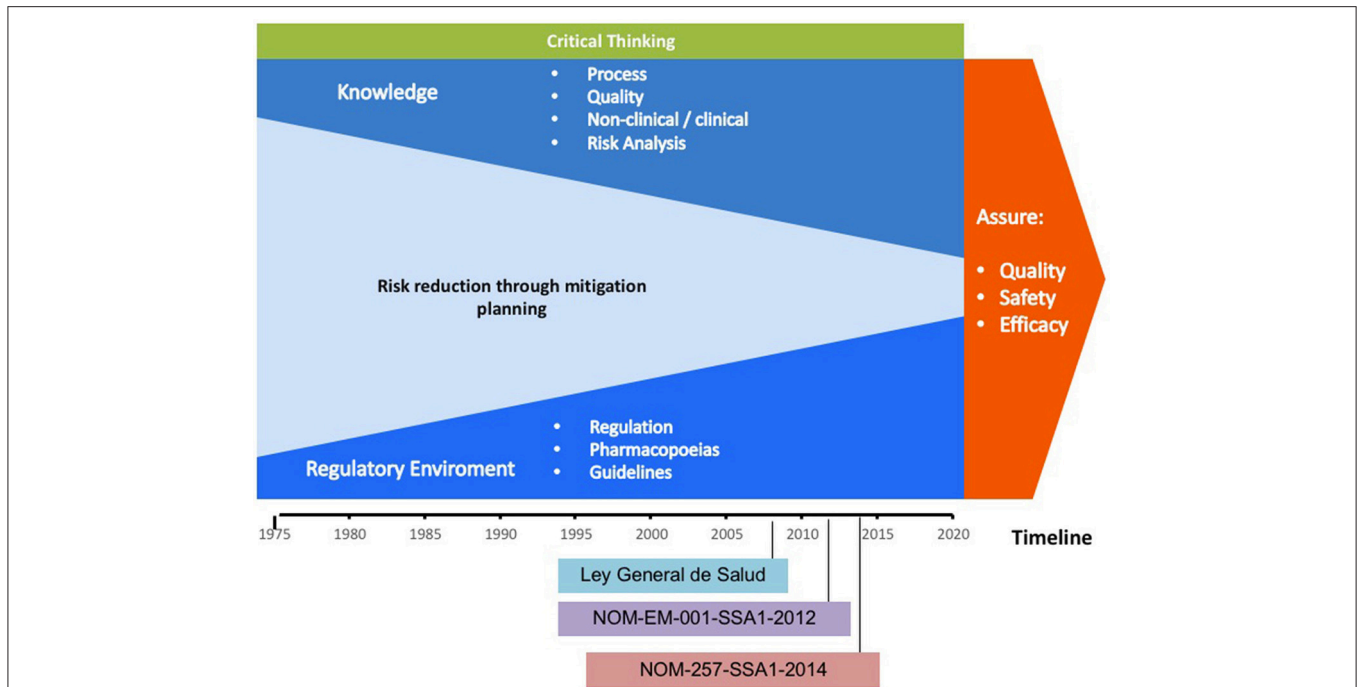 Critical Thinking
Knowledge
• Process
• Quality
• Non-clinical / clinical
• Risk Analysis
Risk reduction through mitigation
planning
Assure:
• Quality
• Safety
• Efficacy
Regulatory Enviroment
• Regulation
• Pharmacopoeias
• Guidelines
1975 1980 1985 1990 1995 2000 2005 2010 2015 2020 Timeline
Ley General de Salud
NOM-EM-001-SSA1-2012
NOM-257-SSA1-2014